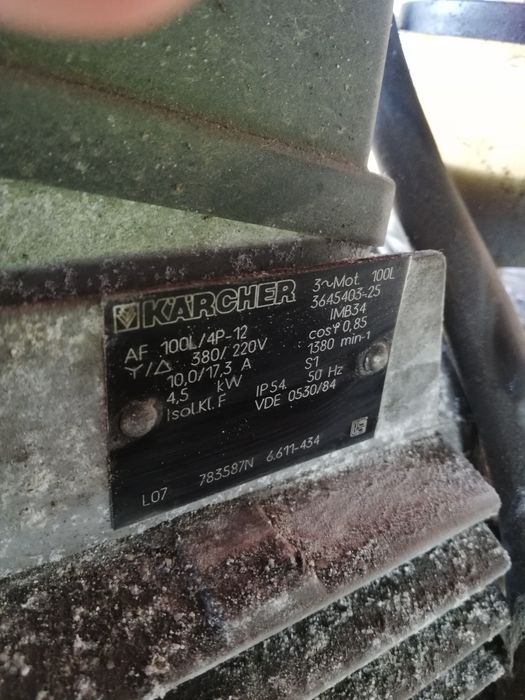 KÄRCHER 3~Mot. 100L
AF 100L/4P-12 3645403-25
Y/△ 380/220V IMB34
10,0/17,3 A cosφ 0,85
4,5 kW 1380 min-1
Isol.Kl. F IP54 S1 50 Hz
VDE 0530/84
L07 783587N 6.611-434